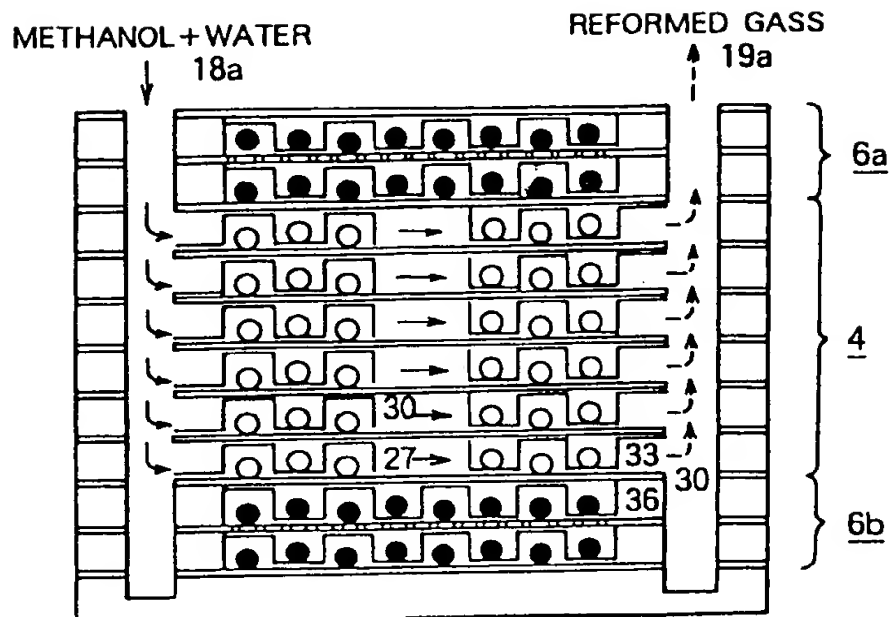 METHANOL + WATER
18a
REFORMED GASS
19a
6a
4
30
27
33
30
36
6b